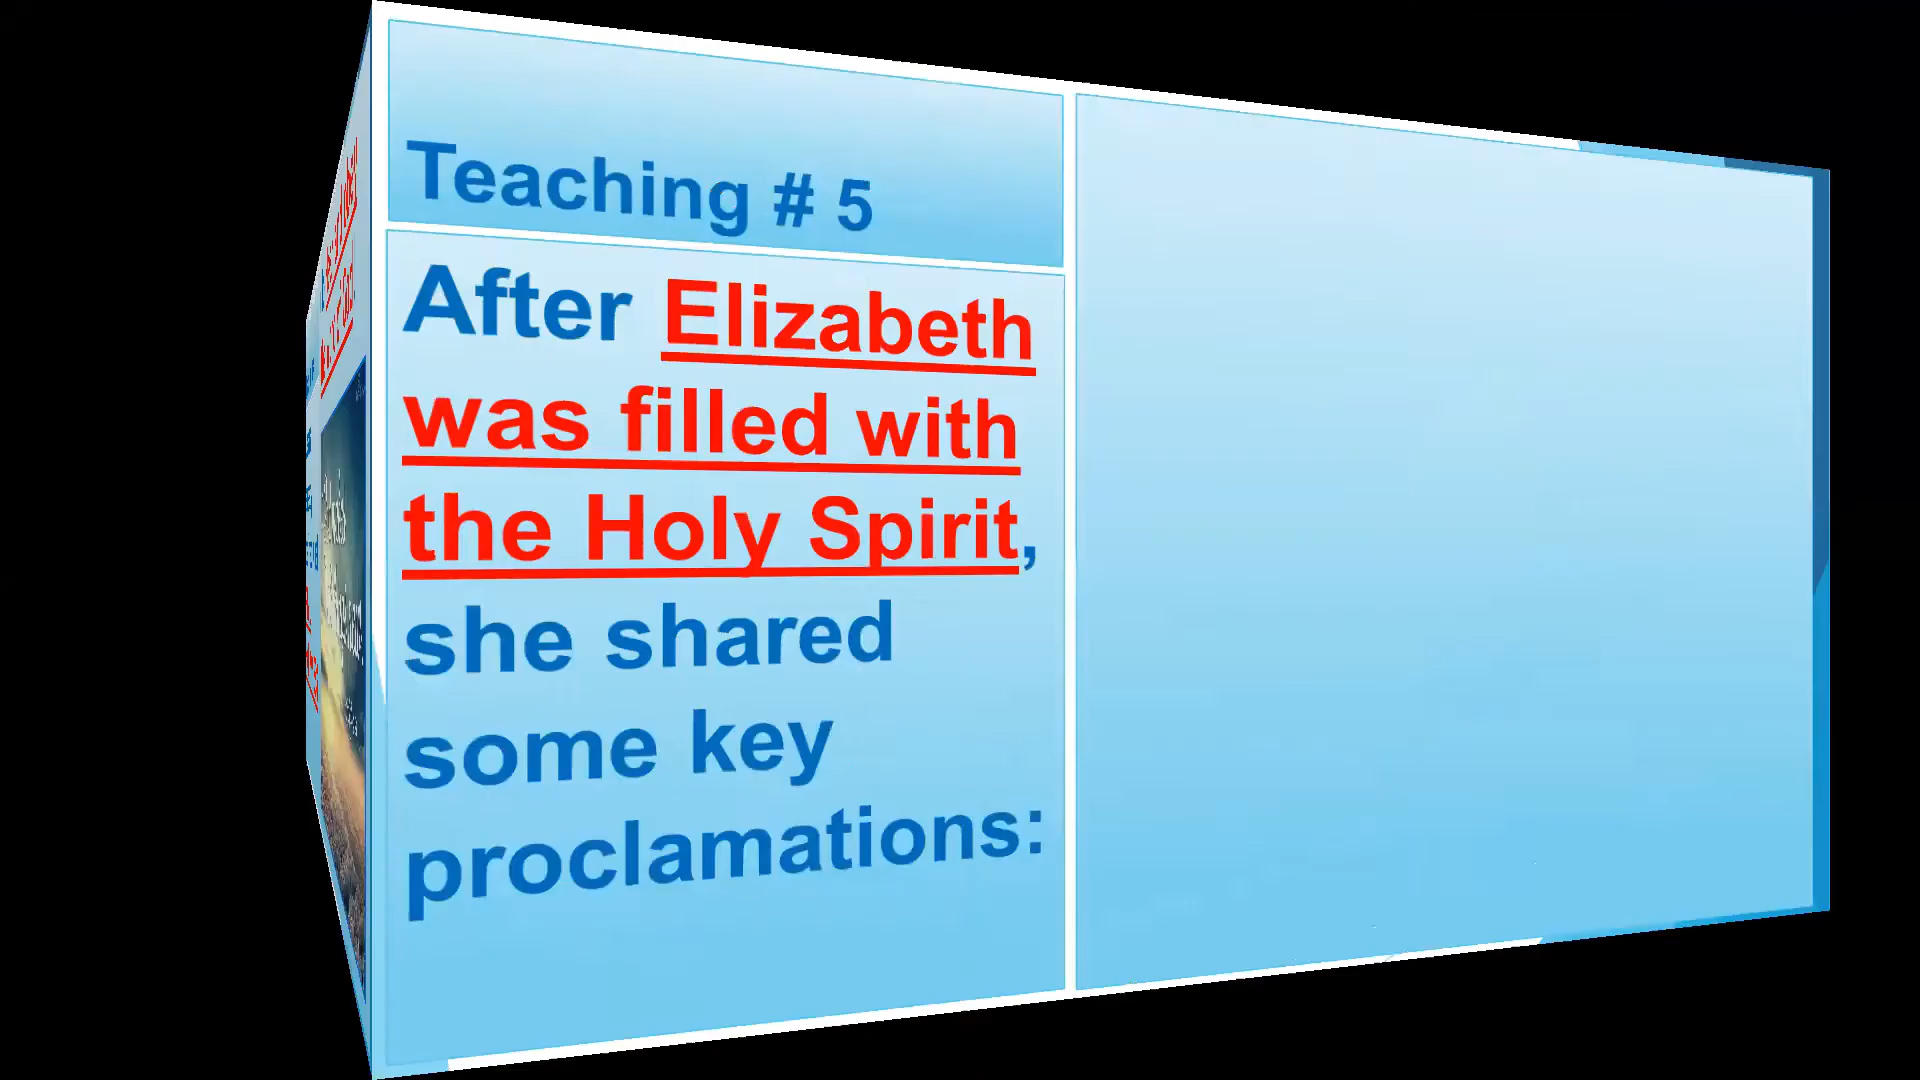 Teaching # 5
After Elizabeth
was filled with
the Holy Spirit,
she shared
some key
proclamations: